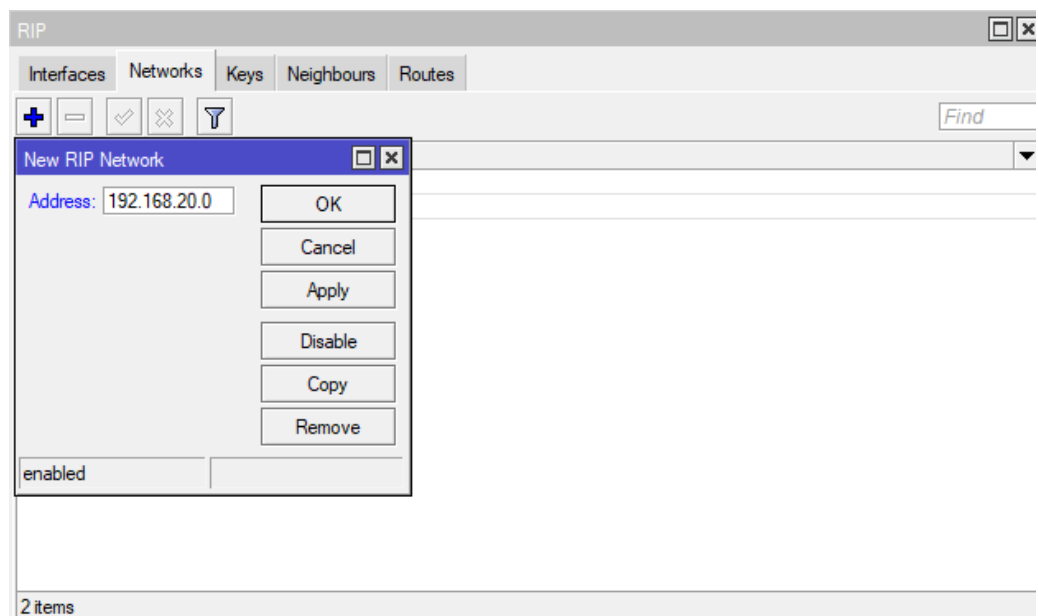 RIP
Interfaces Networks Keys Neighbours Routes
Find
New RIP Network
Address: 192.168.20.0 OK
Cancel
Apply
Disable
Copy
Remove
enabled
2 items